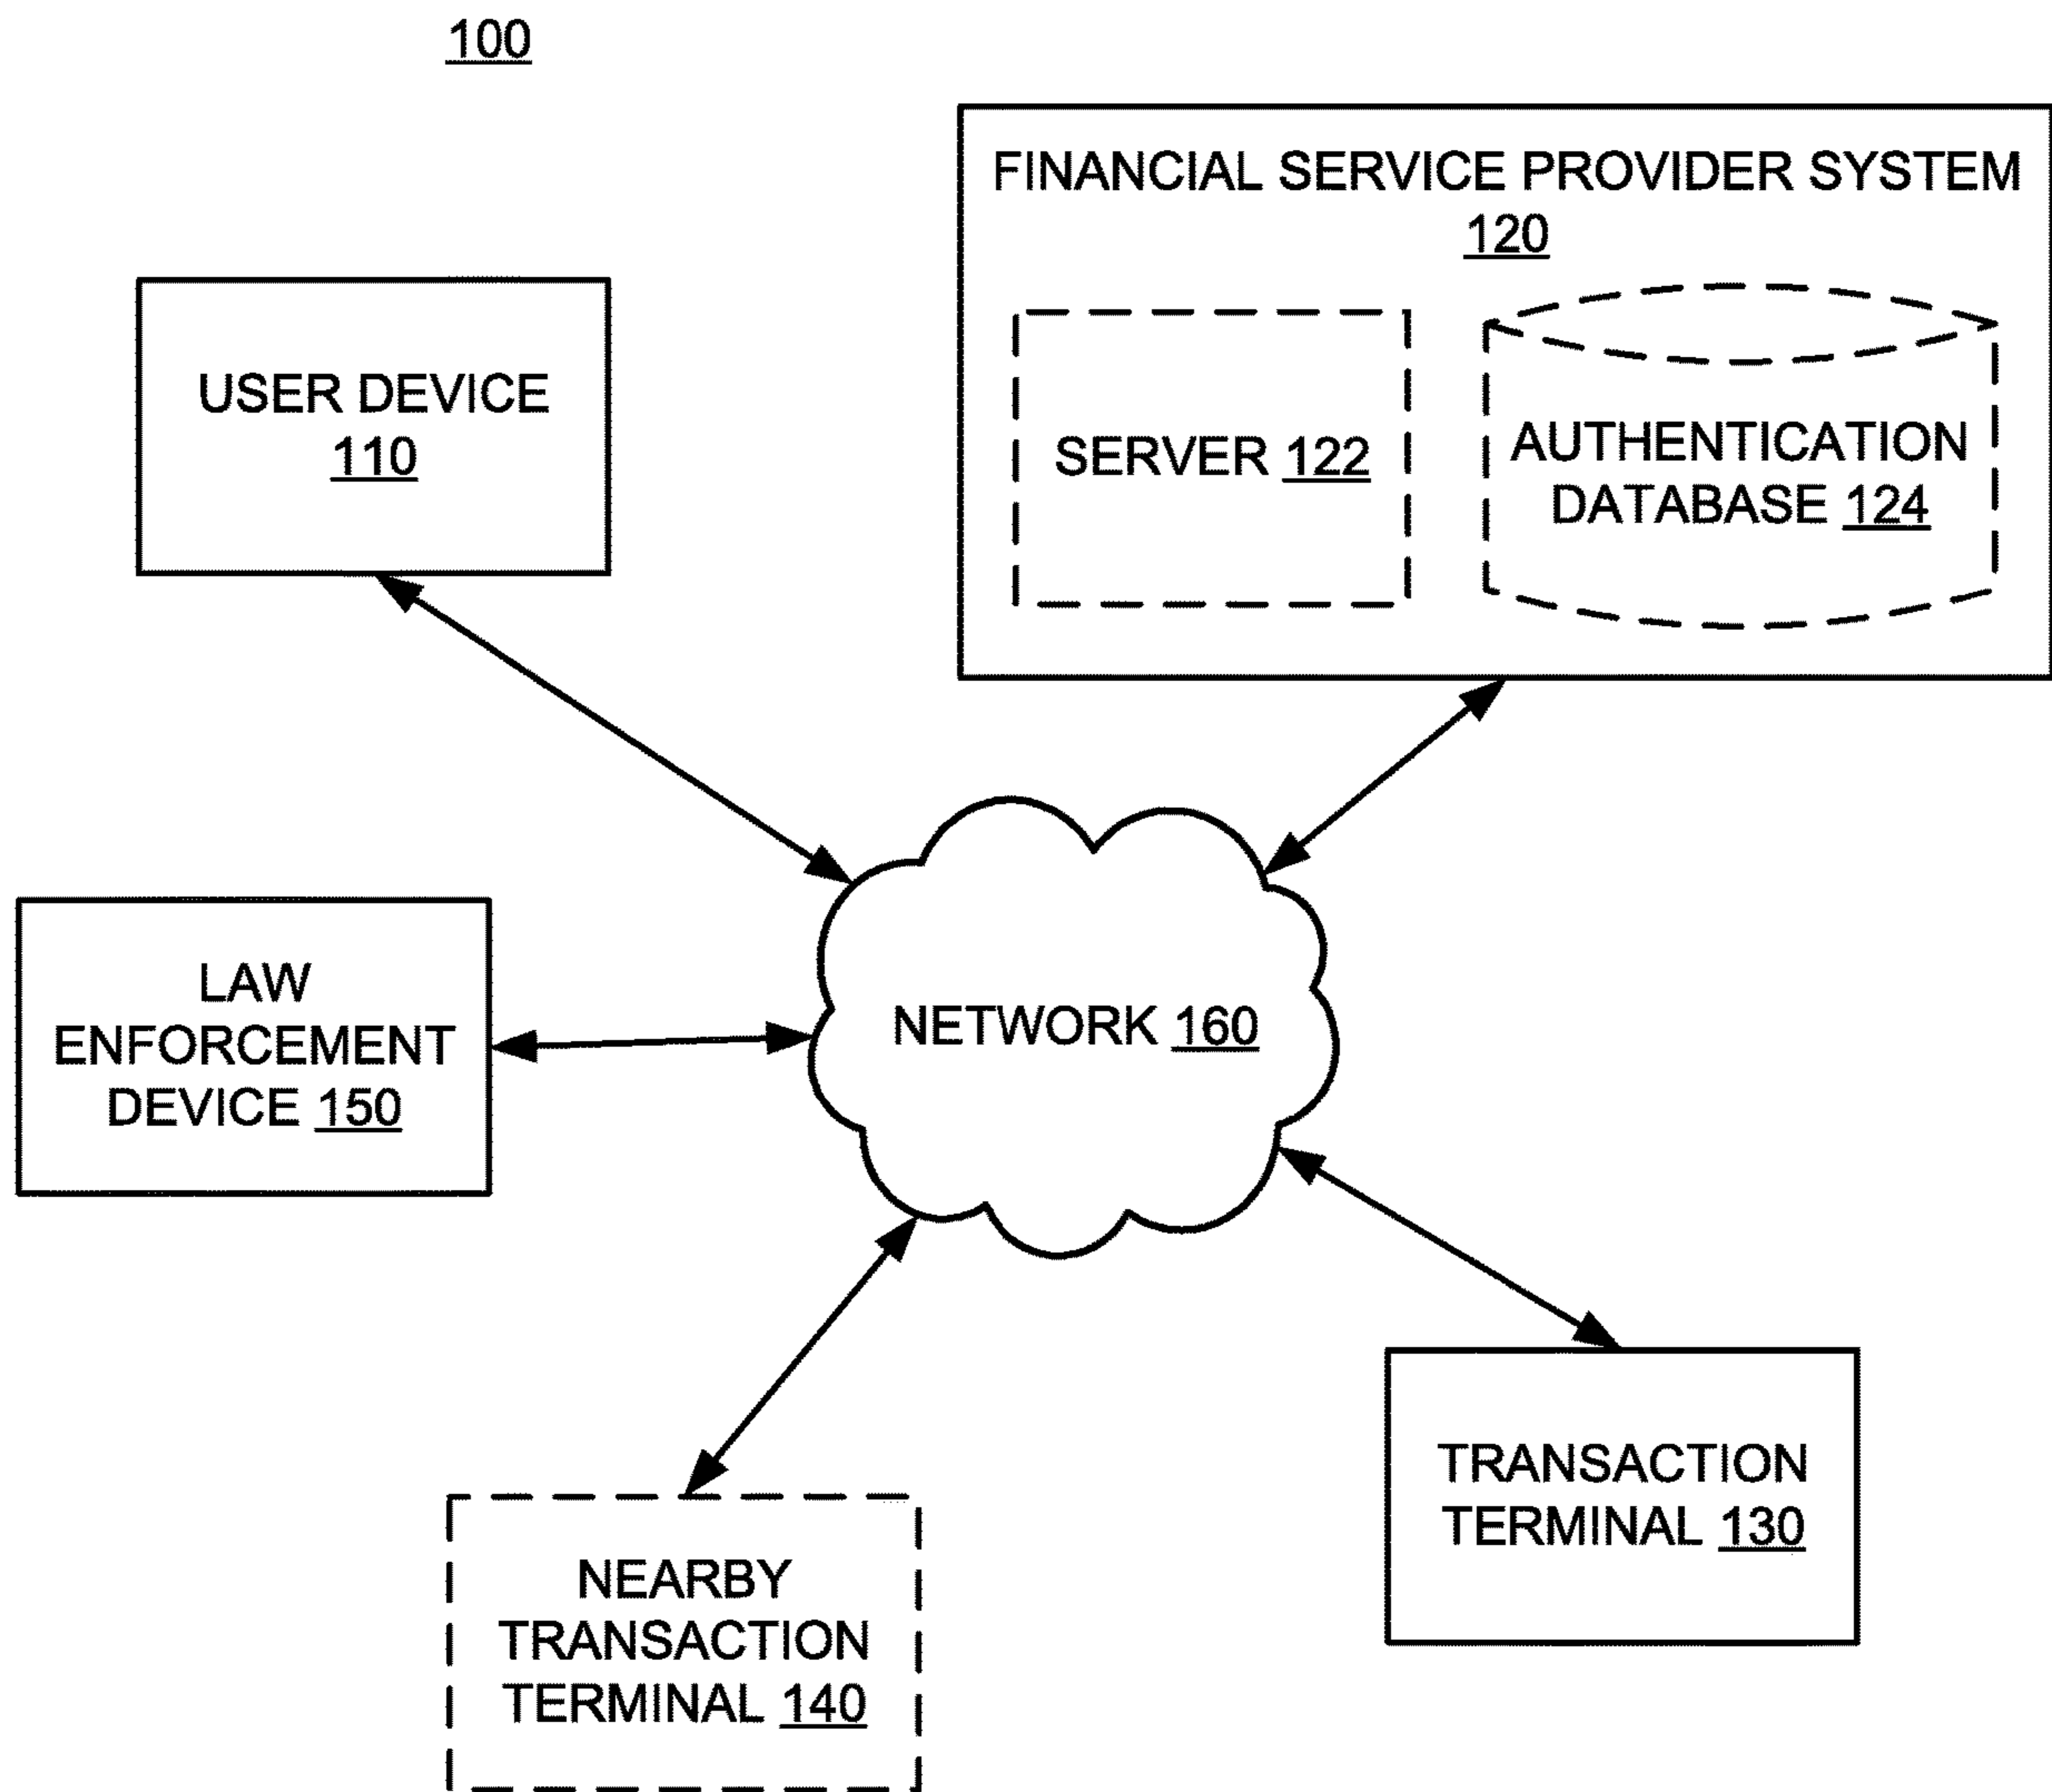 100
FINANCIAL SERVICE PROVIDER SYSTEM
120
SERVER 122
AUTHENTICATION
DATABASE 124
USER DEVICE
110
LAW
ENFORCEMENT
DEVICE 150
NETWORK 160
TRANSACTION
TERMINAL 130
NEARBY
TRANSACTION
TERMINAL 140